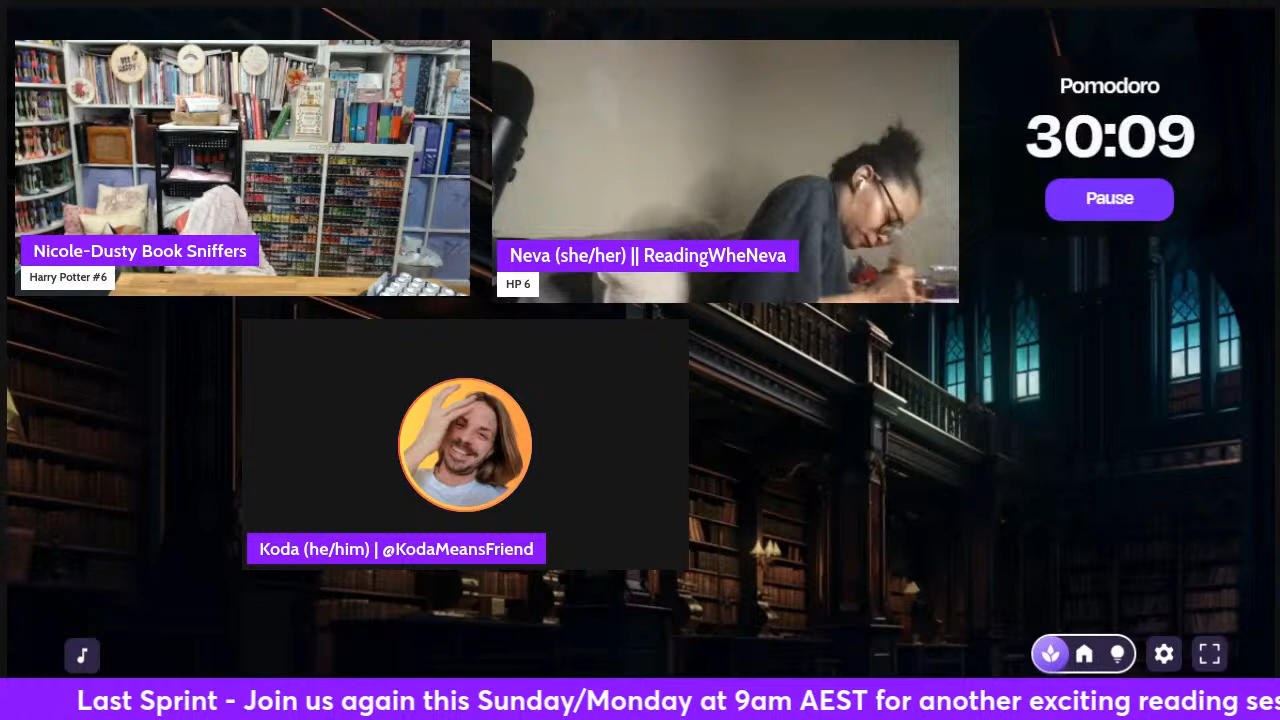 Pomodoro
30:09
Pause
Nicole-Dusty Book Sniffers
Harry Potter #6
Neva (she/her) || ReadingWheNeva
HP 6
Koda (he/him) | @KodaMeansFriend
Last Sprint - Join us again this Sunday/Monday at 9am AEST for another exciting reading ses